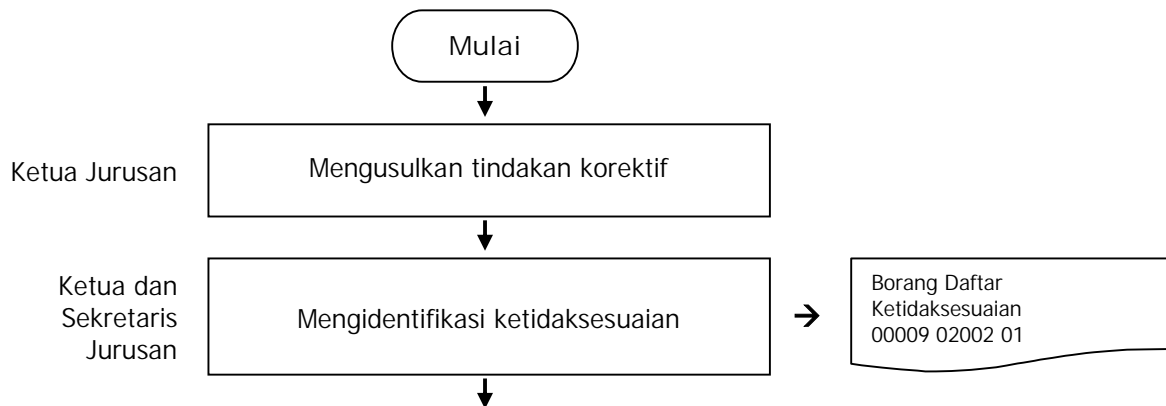 Mulai
Ketua Jurusan
Mengusulkan tindakan korektif
Ketua dan
Sekretaris
Jurusan
Mengidentifikasi ketidaksesuaian
Borang Daftar
Ketidaksesuaian
00009 02002 01